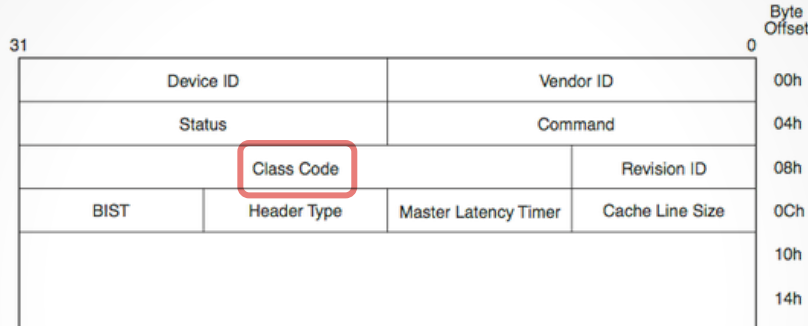 Byte
Offset
31 0
Device ID Vendor ID 00h
Status Command 04h
Class Code Revision ID 08h
BIST Header Type Master Latency Timer Cache Line Size 0Ch
10h
14h